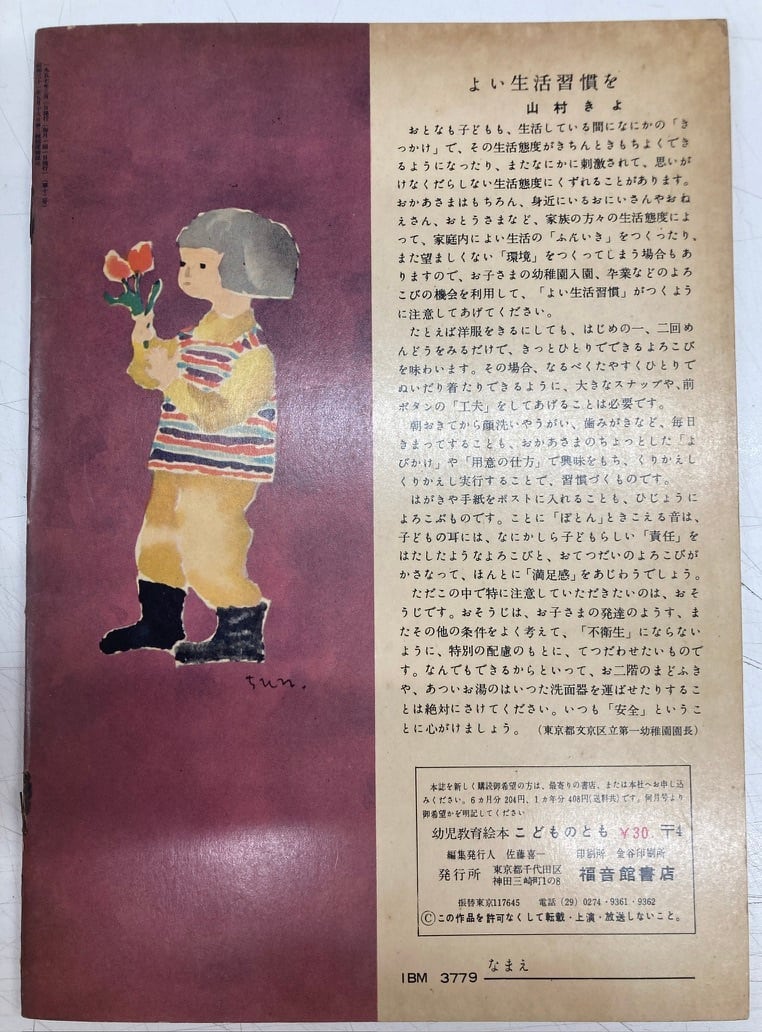 よい生活習慣を
山村きよ
おとなも子どもも、生活している間になにかの「き
っかけ」で、その生活態度がきちんときもちよくでき
るようになったり、またなにかに刺激されて、思いが
けなくだらしない生活態度にくずれることがあります。
おかあさまはもちろん、身近にいるおにいさんやおね
えさん、おとうさまなど、家族の方々の生活態度によ
って、家庭内によい生活の「ふんいき」をつくったり、
また望ましくない「環境」をつくってしまう場合もあ
りますので、お子さまの幼稚園入園、卒業などのよろ
こびの機会を利用して、「よい生活習慣」がつくよう
に注意してあげてください。
たとえば洋服をきるにしても、はじめの一、二回め
んどうをみるだけで、きっとひとりでできるよろこび
を味わいます。その場合、なるべくたやすくひとりで
ぬいだり着たりできるように、大きなスナップや、前
ボタンの「工夫」をしてあげることは必要です。
朝おきてから顔洗いやうがい、歯みがきなど、毎日
きまってすることも、おかあさまのちょっとした「よ
びかけ」や「用意の仕方」で興味をもち、くりかえし
くりかえし実行することで、習慣づくものです。
はがきや手紙をポストに入れることも、ひじょうに
よろこぶものです。ことに「ぽとん」ときこえる音は、
子どもの耳には、なにかしら子どもらしい「責任」を
はたしたようなよろこびと、おてつだいのよろこびが
かさなって、ほんとに「満足感」をあじわうでしょう。
ただこの中で特に注意していただきたいのは、おそ
うじです。おそうじは、お子さまの発達のようす、ま
たその他の条件をよく考えて、「不衛生」にならない
ように、特別の配慮のもとに、てつだわせたいもので
す。なんでもできるからといって、お二階のまどふき
や、あついお湯のはいつた洗面器を運ばせたりするこ
とは絶対にさけてください。いつも「安全」というこ
とに心がけましょう。（東京都文京区立第一幼稚園園長）
本誌を新しく購読御希望の方は、最寄りの書店、または本社へお申し込
みください。6カ月分 204円、1カ年分 408円(送料共)です。何月号より
御希望かを明記してください
幼児教育絵本 こどものとも ¥30 〒4
編集発行人 佐藤喜一 印刷所 金谷印刷所
発行所 東京都千代田区神田三崎町1の8 福音館書店
振替東京117645 電話(29)0274・9361・9362
©この作品を許可なくして転載・上演・放送しないこと。
なまえ
IBM 3779
ちひろ.